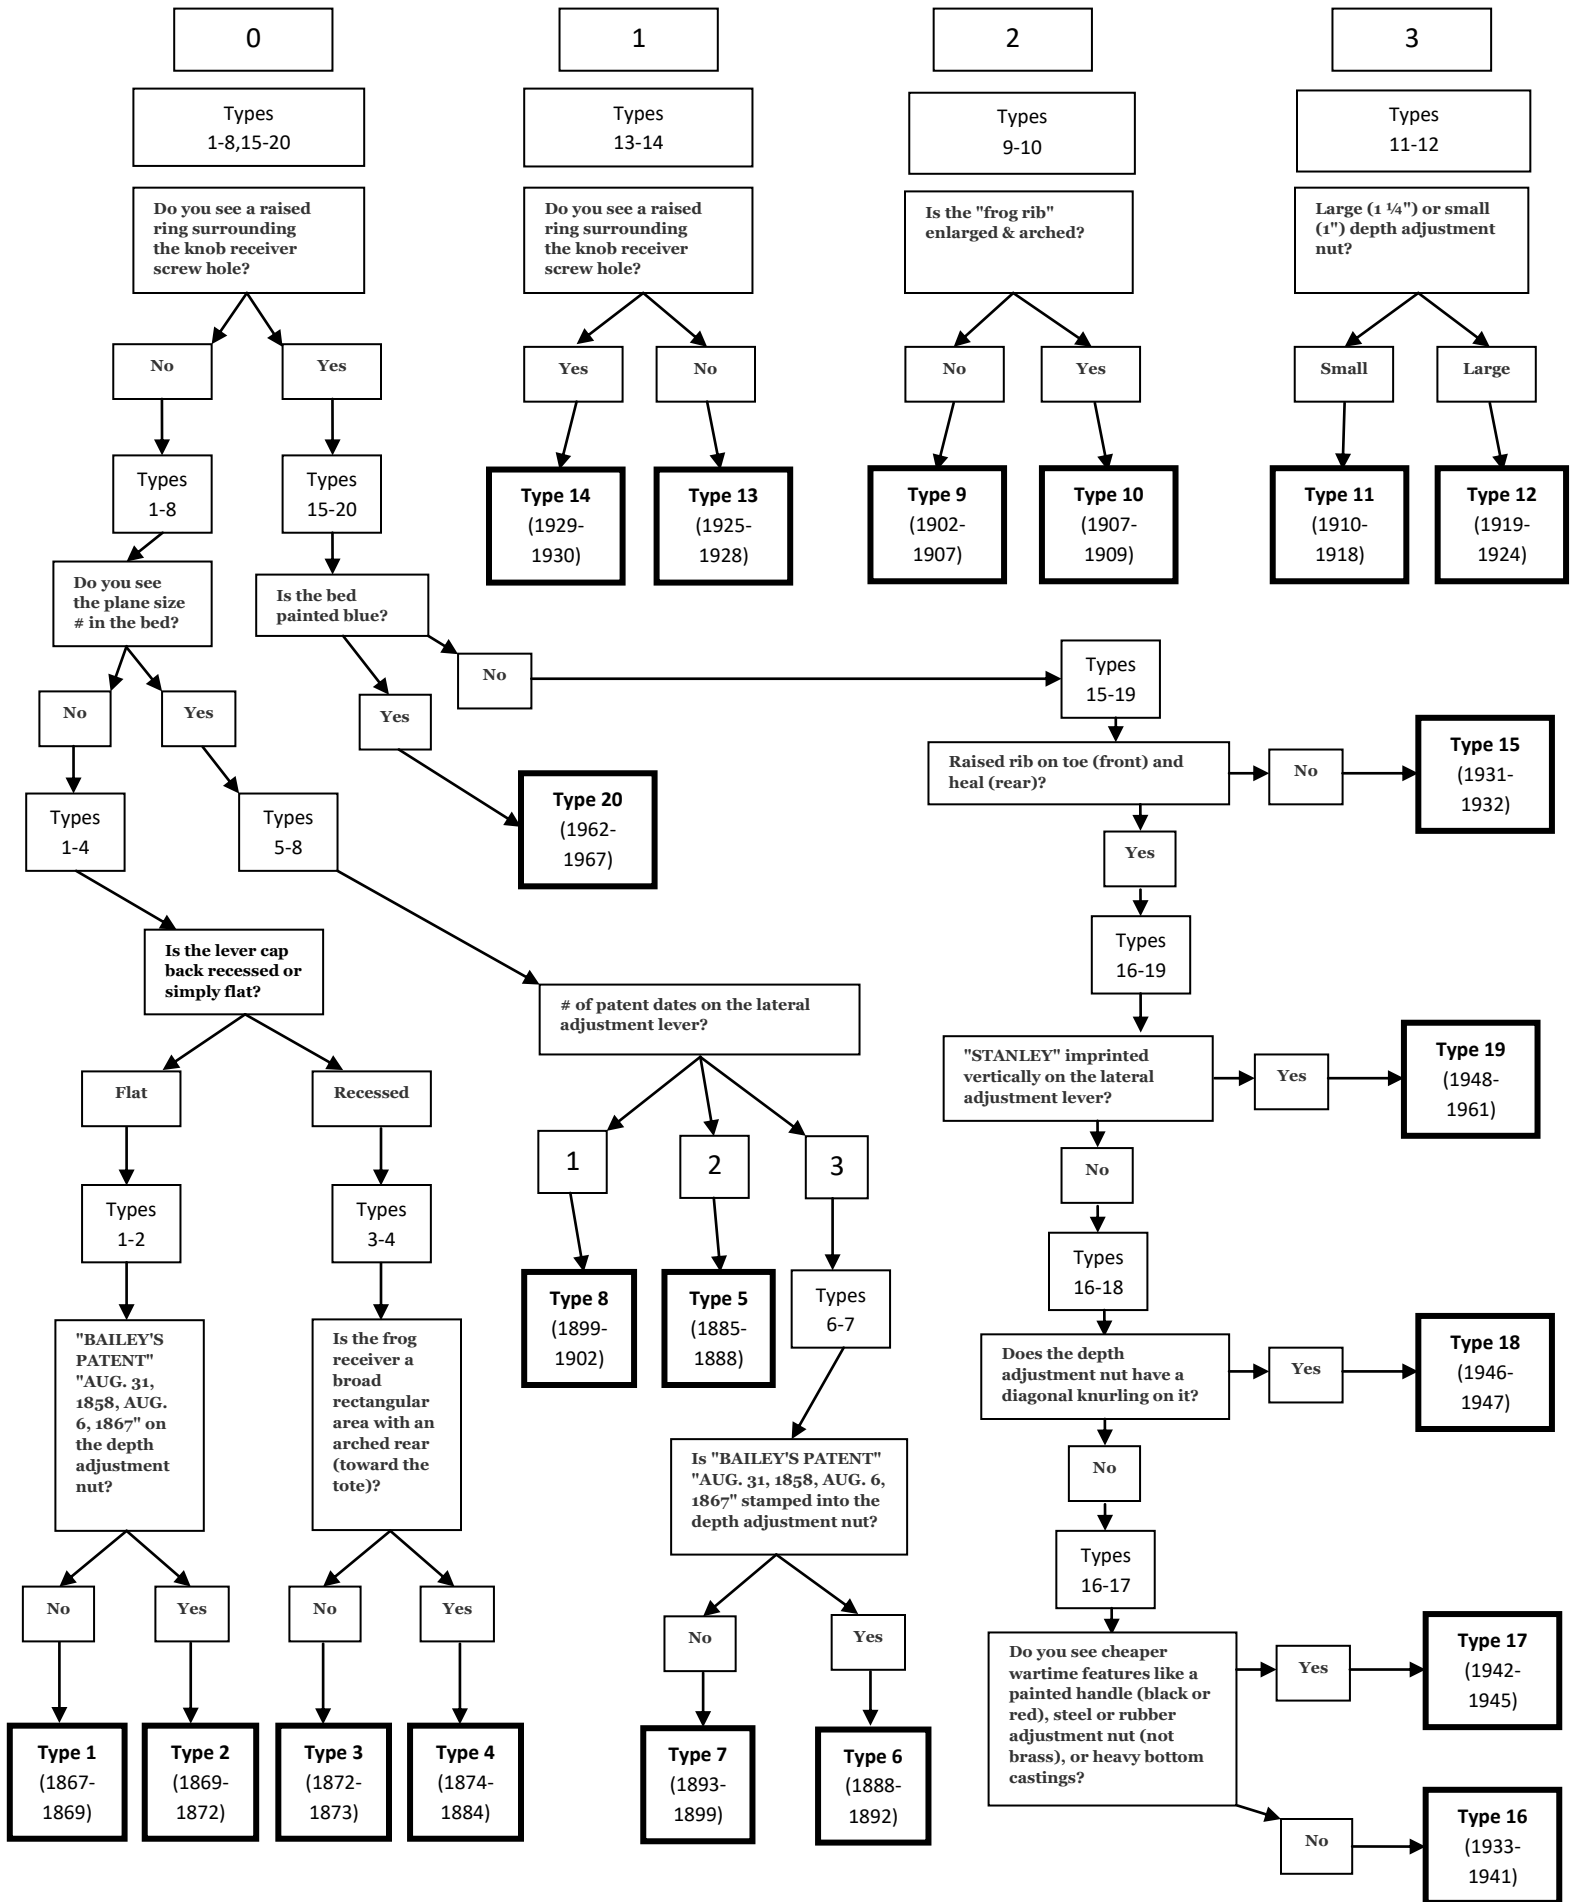 0
1
2
3
Types
1-8,15-20
Types
13-14
Types
9-10
Types
11-12
Do you see a raised
ring surrounding
the knob receiver
screw hole?
Do you see a raised
ring surrounding
the knob receiver
screw hole?
Is the "frog rib"
enlarged & arched?
Large (1 ¼") or small
(1") depth adjustment
nut?
No
Yes
Yes
No
No
Yes
Small
Large
Types
1-8
Types
15-20
Type 14
(1929-
1930)
Type 13
(1925-
1928)
Type 9
(1902-
1907)
Type 10
(1907-
1909)
Type 11
(1910-
1918)
Type 12
(1919-
1924)
Do you see
the plane size
# in the bed?
Is the bed
painted blue?
No
Types
15-19
No
Yes
Yes
Raised rib on toe (front) and
heal (rear)?
No
Type 15
(1931-
1932)
Types
1-4
Types
5-8
Type 20
(1962-
1967)
Yes
Types
16-19
Is the lever cap
back recessed or
simply flat?
# of patent dates on the lateral
adjustment lever?
"STANLEY" imprinted
vertically on the lateral
adjustment lever?
Yes
Type 19
(1948-
1961)
Flat
Recessed
1
2
3
No
Types
1-2
Types
3-4
Types
16-18
Type 8
(1899-
1902)
Type 5
(1885-
1888)
Types
6-7
"BAILEY'S
PATENT"
"AUG. 31,
1858, AUG.
6, 1867" on
the depth
adjustment
nut?
Is the frog
receiver a
broad
rectangular
area with an
arched rear
(toward the
tote)?
Does the depth
adjustment nut have a
diagonal knurling on it?
Yes
Type 18
(1946-
1947)
Is "BAILEY'S PATENT"
"AUG. 31, 1858, AUG. 6,
1867" stamped into the
depth adjustment nut?
No
Types
16-17
No
Yes
No
Yes
No
Yes
Do you see cheaper
wartime features like a
painted handle (black or
red), steel or rubber
adjustment nut (not
brass), or heavy bottom
castings?
Yes
Type 17
(1942-
1945)
Type 1
(1867-
1869)
Type 2
(1869-
1872)
Type 3
(1872-
1873)
Type 4
(1874-
1884)
Type 7
(1893-
1899)
Type 6
(1888-
1892)
No
Type 16
(1933-
1941)